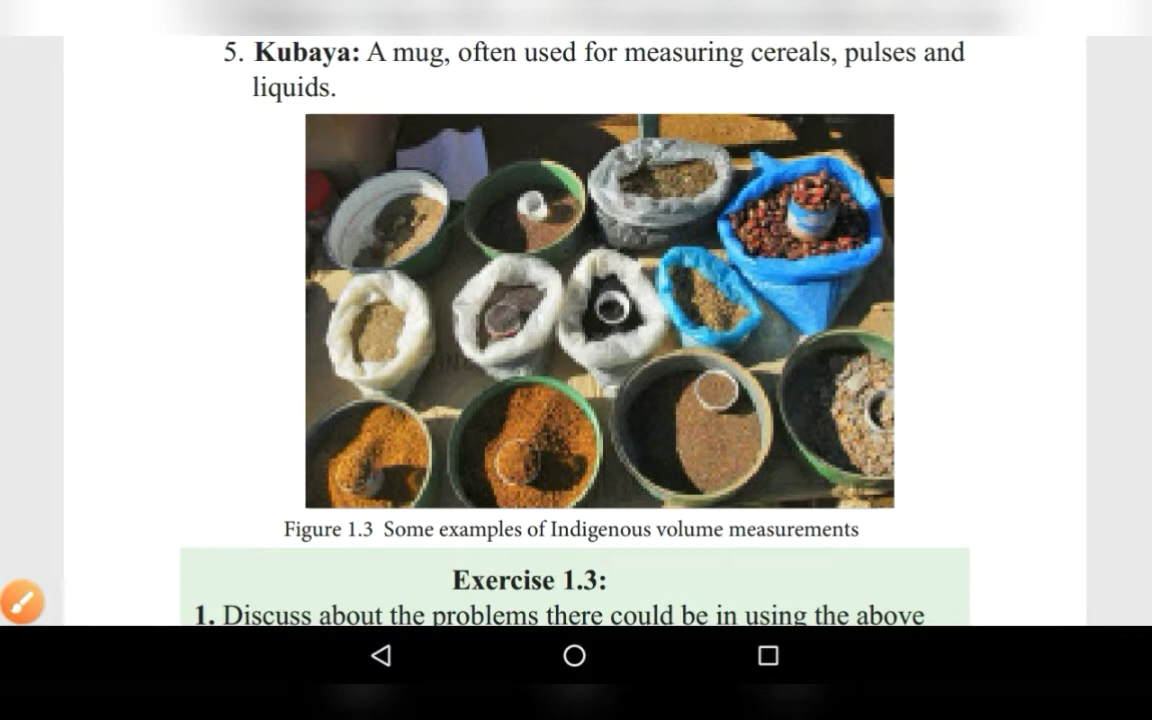 5. Kubaya: A mug, often used for measuring cereals, pulses and
liquids.
Figure 1.3 Some examples of Indigenous volume measurements
Exercise 1.3:
1. Discuss about the problems there could be in using the above